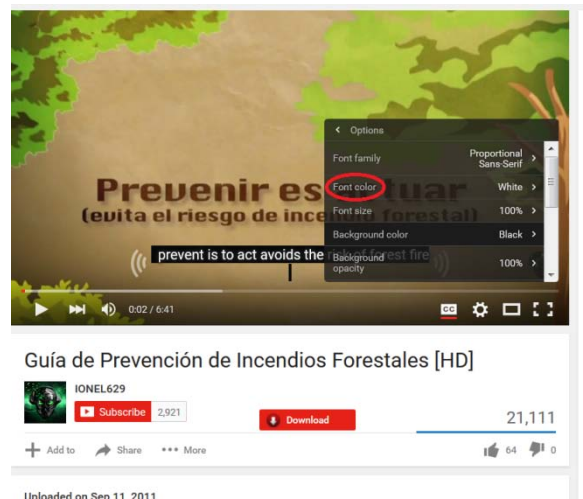 < Options
Font family Proportional Sans-Serif >
Font color White >
Font size 100% >
Background color Black >
Background opacity 100% >
Prevenir es
tuar
(evita el riesgo de incendio forestal)
prevent is to act avoids the risk of forest fire
0:02 / 6:41
CC
Guía de Prevención de Incendios Forestales [HD]
IONEL629
Subscribe 2,921
Download
21,111
Add to Share More
64 0
Uploaded on Sep 11, 2011